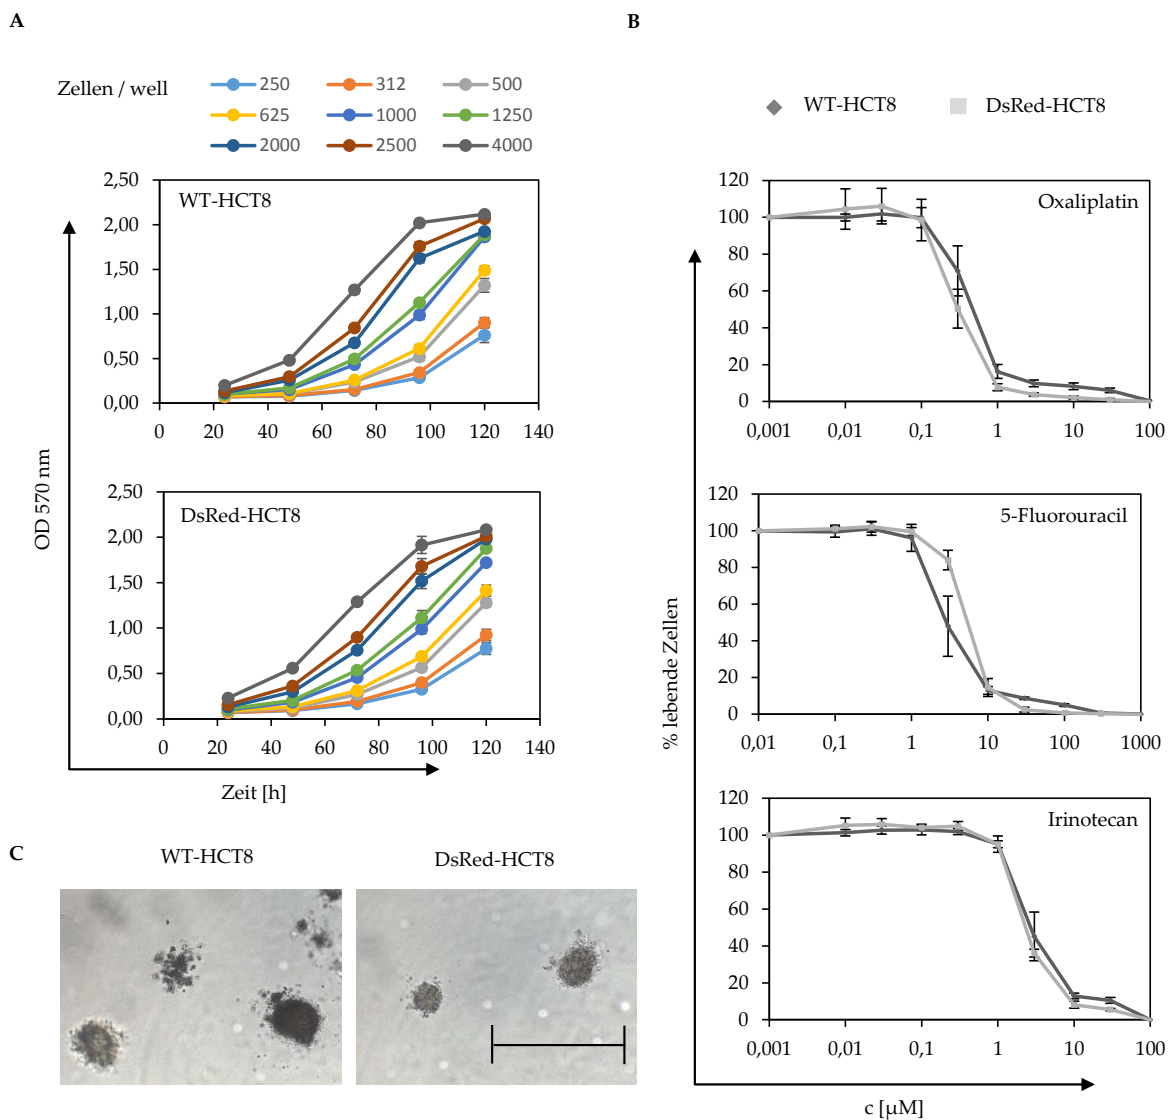 A
B
Zellen / well
250 312 500
625 1000 1250
2000 2500 4000
WT-HCT8 DsRed-HCT8
2,50
2,00
1,50
1,00
0,50
0,00
WT-HCT8
0 20 40 60 80 100 120 140
2,50
2,00
1,50
1,00
0,50
0,00
DsRed-HCT8
0 20 40 60 80 100 120 140
OD 570 nm
Zeit [h]
120
100
80
60
40
20
0
Oxaliplatin
0,001 0,01 0,1 1 10 100
120
100
80
60
40
20
0
5-Fluorouracil
0,01 0,1 1 10 100 1000
120
100
80
60
40
20
0
Irinotecan
0,001 0,01 0,1 1 10 100
% lebende Zellen
c [µM]
C
WT-HCT8 DsRed-HCT8